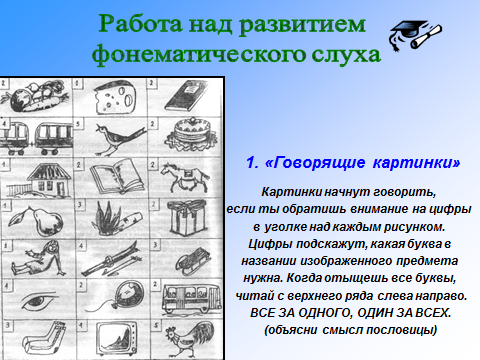 Работа над развитием
фонематического слуха
1. «Говорящие картинки»
Картинки начнут говорить,
если ты обратишь внимание на цифры
в уголке над каждым рисунком.
Цифры подскажут, какая буква в
названии изображенного предмета
нужна. Когда отыщешь все буквы,
читай с верхнего ряда слева направо.
ВСЕ ЗА ОДНОГО, ОДИН ЗА ВСЕХ.
(объясни смысл пословицы)